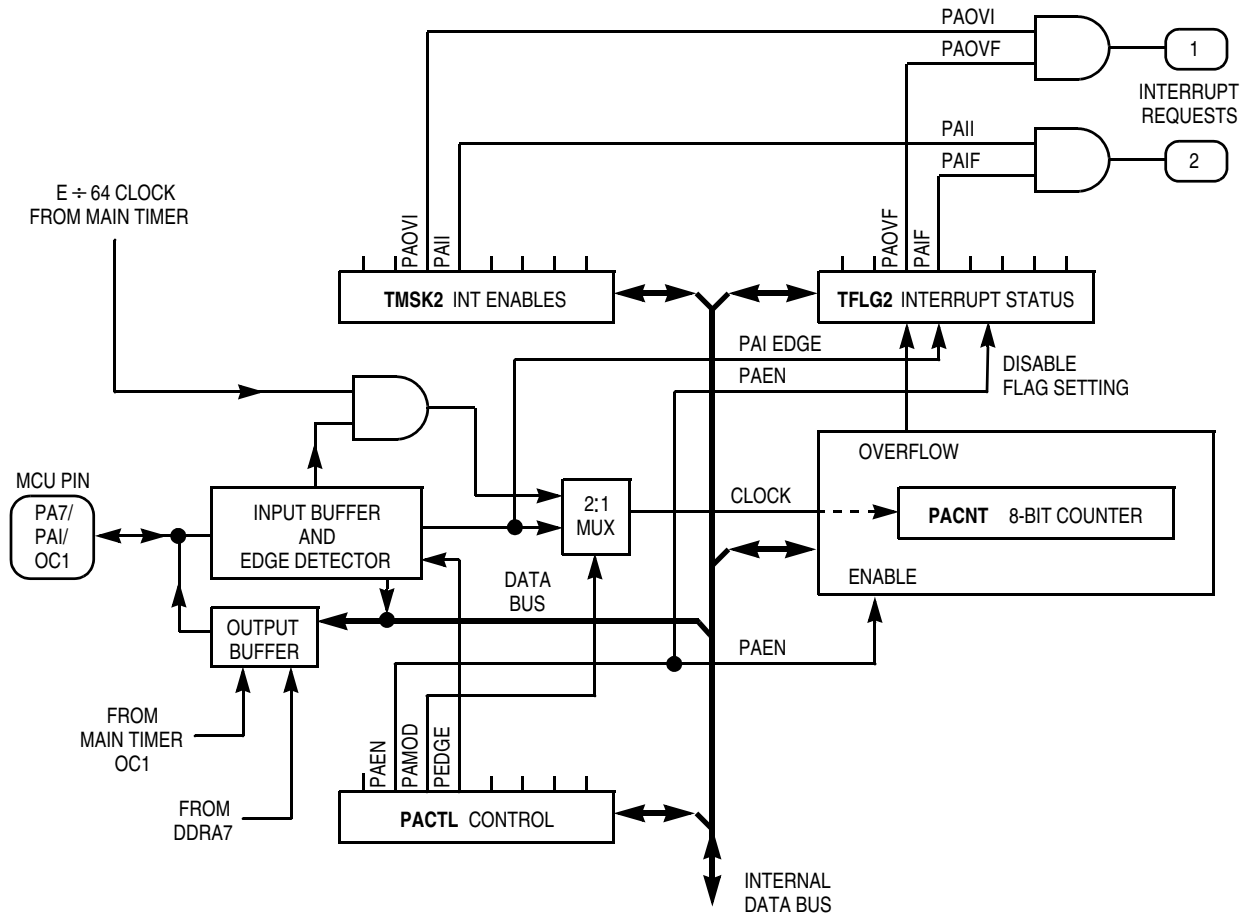 PAOVI
PAOVF
1
INTERRUPT
REQUESTS
PAII
PAIF
2
E ÷ 64 CLOCK
FROM MAIN TIMER
PAOVI
PAII
PAOVF
PAIF
TMSK2 INT ENABLES
TFLG2 INTERRUPT STATUS
PAI EDGE
PAEN
DISABLE
FLAG SETTING
OVERFLOW
MCU PIN
PA7/
PAI/
OC1
INPUT BUFFER
AND
EDGE DETECTOR
2:1
MUX
CLOCK
PACNT 8-BIT COUNTER
ENABLE
DATA
BUS
OUTPUT
BUFFER
PAEN
FROM
MAIN TIMER
OC1
PAEN
PAMOD
PEDGE
FROM
DDRA7
PACTL CONTROL
INTERNAL
DATA BUS